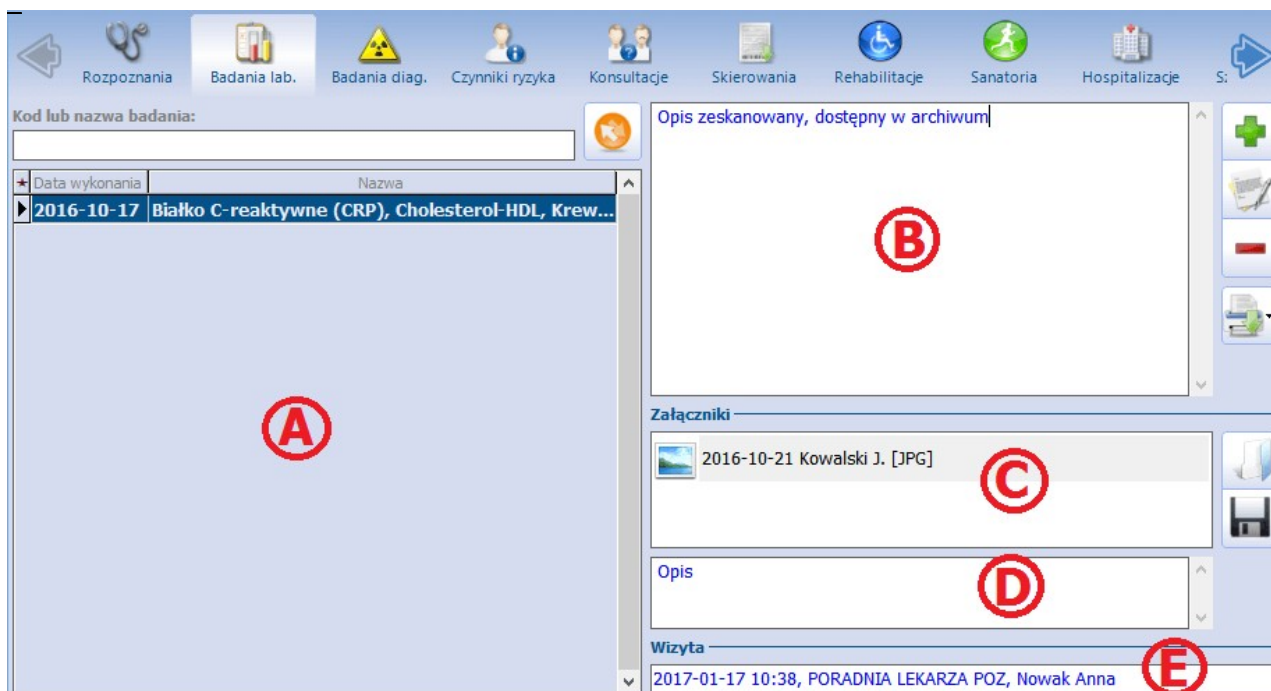 Rozpoznania
Badania lab.
Badania diag.
Czynniki ryzyka
Konsultacje
Skierowania
Rehabilitacje
Sanatoria
Hospitalizacje
Kod lub nazwa badania:
Data wykonania Nazwa
2016-10-17 Białko C-reaktywne (CRP), Cholesterol-HDL, Krew...
A
Opis zeskanowany, dostępny w archiwum
B
Załączniki
2016-10-21 Kowalski J. [JPG]
C
Opis
D
Wizyta
E
2017-01-17 10:38, PORADNIA LEKARZA POZ, Nowak Anna